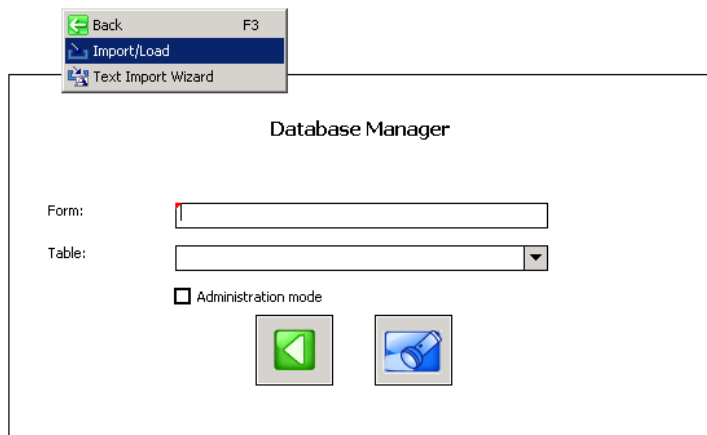 Back F3
Import/Load
Text Import Wizard
Database Manager
Form:
Table:
Administration mode